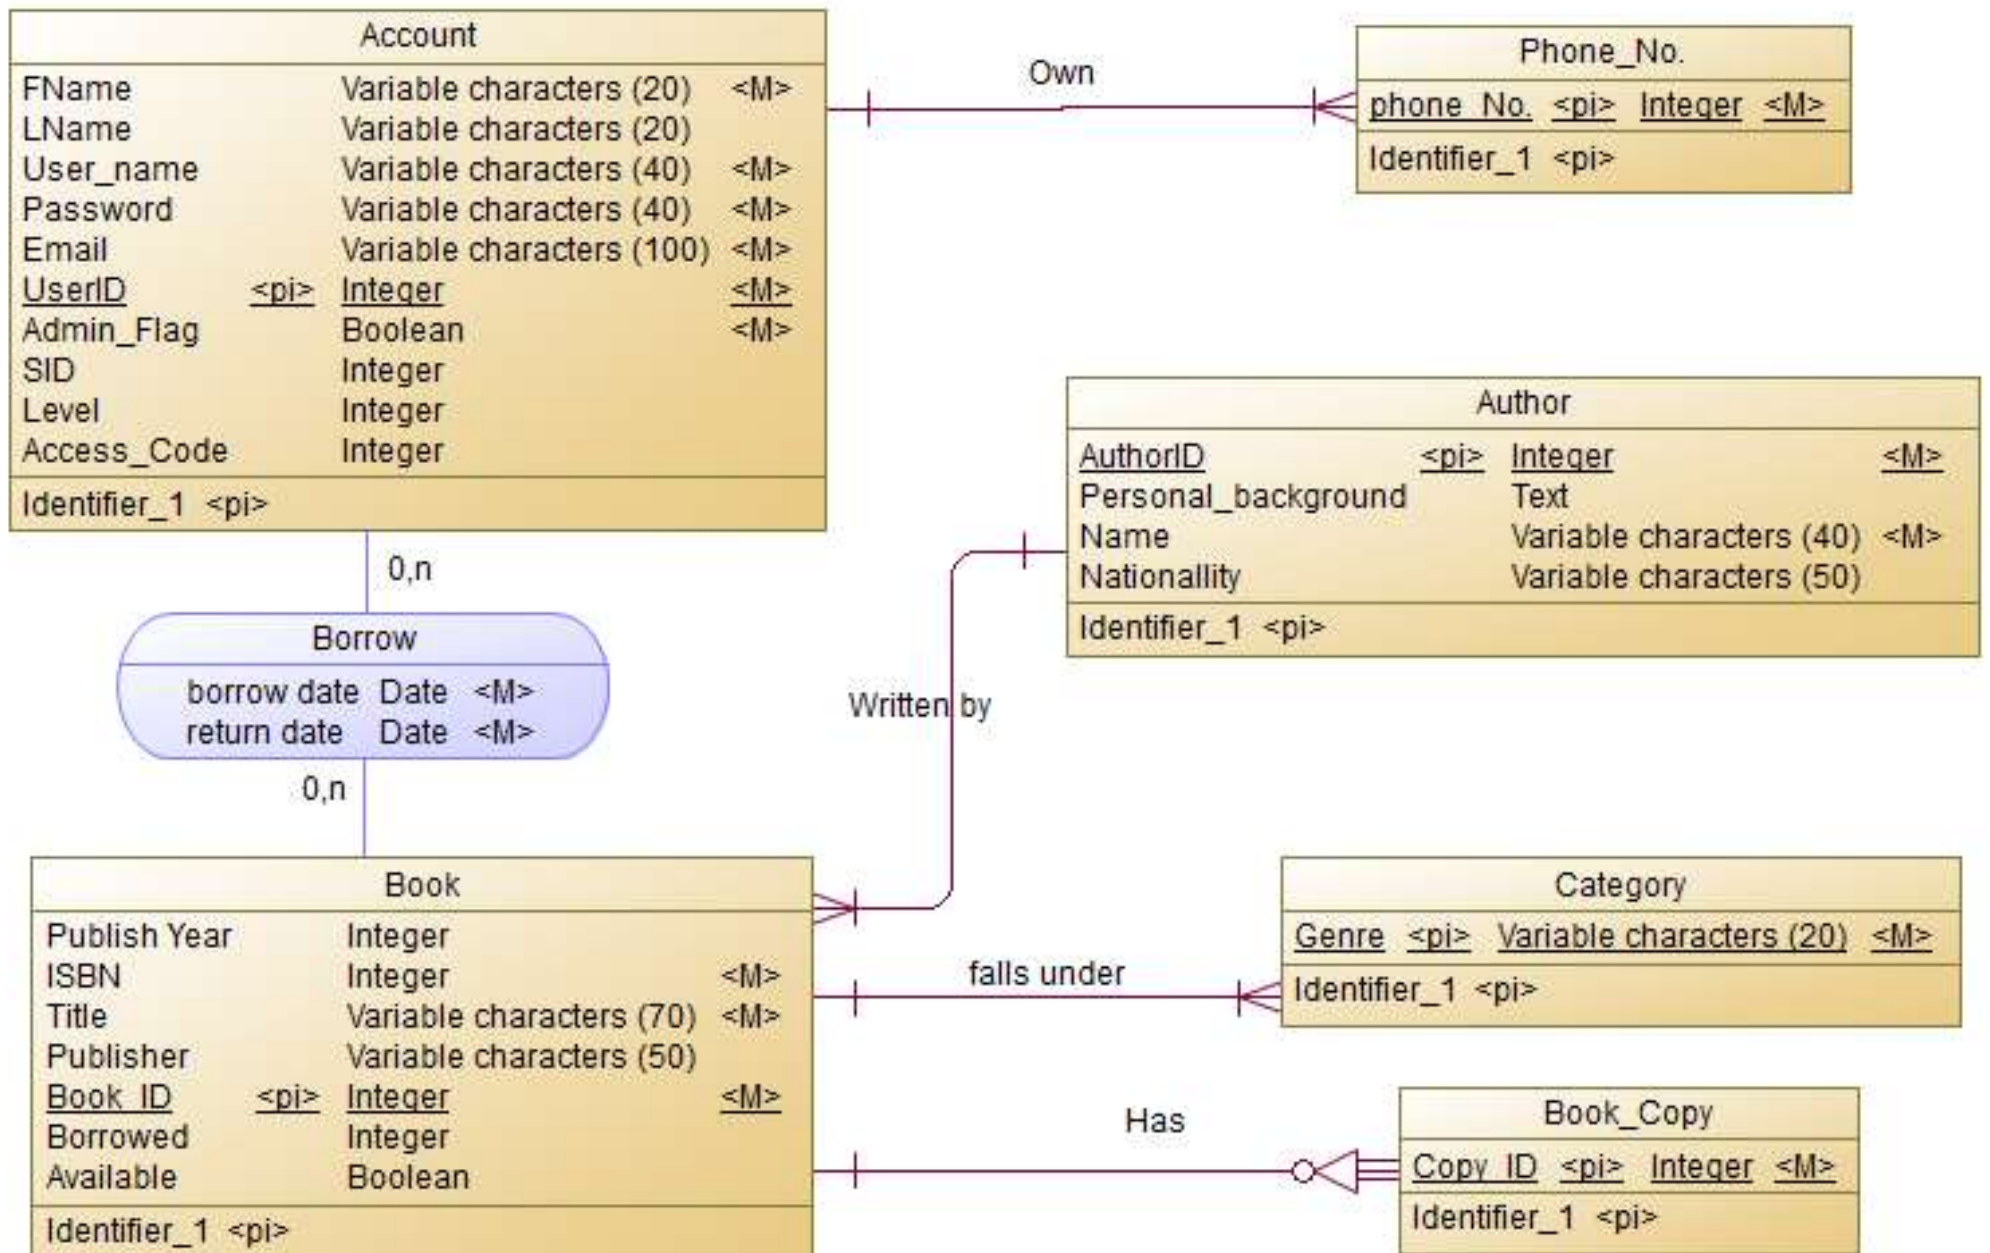 Account
FName Variable characters (20) <M>
LName Variable characters (20)
User_name Variable characters (40) <M>
Password Variable characters (40) <M>
Email Variable characters (100) <M>
UserID <pi> Integer <M>
Admin_Flag Boolean <M>
SID Integer
Level Integer
Access_Code Integer
Identifier_1 <pi>
Own
Phone_No.
phone_No. <pi> Integer <M>
Identifier_1 <pi>
Author
AuthorID <pi> Integer <M>
Personal_background Text
Name Variable characters (40) <M>
Nationallity Variable characters (50)
Identifier_1 <pi>
0,n
Borrow
borrow date Date <M>
return date Date <M>
0,n
Written by
Book
Publish Year Integer
ISBN Integer <M>
Title Variable characters (70) <M>
Publisher Variable characters (50)
Book_ID <pi> Integer <M>
Borrowed Integer
Available Boolean
Identifier_1 <pi>
falls under
Category
Genre <pi> Variable characters (20) <M>
Identifier_1 <pi>
Has
Book_Copy
Copy_ID <pi> Integer <M>
Identifier_1 <pi>